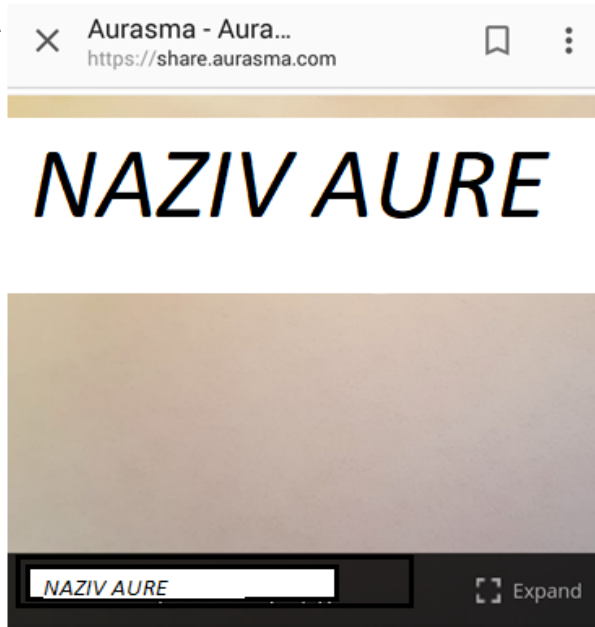 Aurasma - Aura...
https://share.aurasma.com
NAZIV AURE
NAZIV AURE
Expand